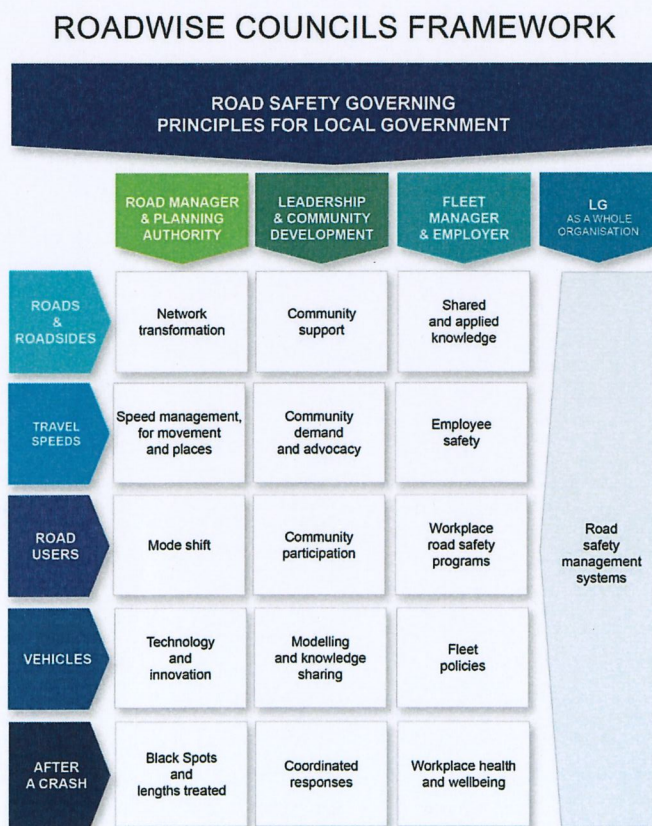 ROADWISE COUNCILS FRAMEWORK
ROAD SAFETY GOVERNING
PRINCIPLES FOR LOCAL GOVERNMENT
ROAD MANAGER
& PLANNING
AUTHORITY
LEADERSHIP
& COMMUNITY
DEVELOPMENT
FLEET
MANAGER
& EMPLOYER
LG
AS A WHOLE
ORGANISATION
ROADS
&
ROADSIDES
Network
transformation
Community
support
Shared
and applied
knowledge
TRAVEL
SPEEDS
Speed management,
for movement
and places
Community
demand
and advocacy
Employee
safety
ROAD
USERS
Mode shift
Community
participation
Workplace
road safety
programs
Road
safety
management
systems
VEHICLES
Technology
and
innovation
Modelling
and knowledge
sharing
Fleet
policies
AFTER
A CRASH
Black Spots
and
lengths treated
Coordinated
responses
Workplace health
and wellbeing